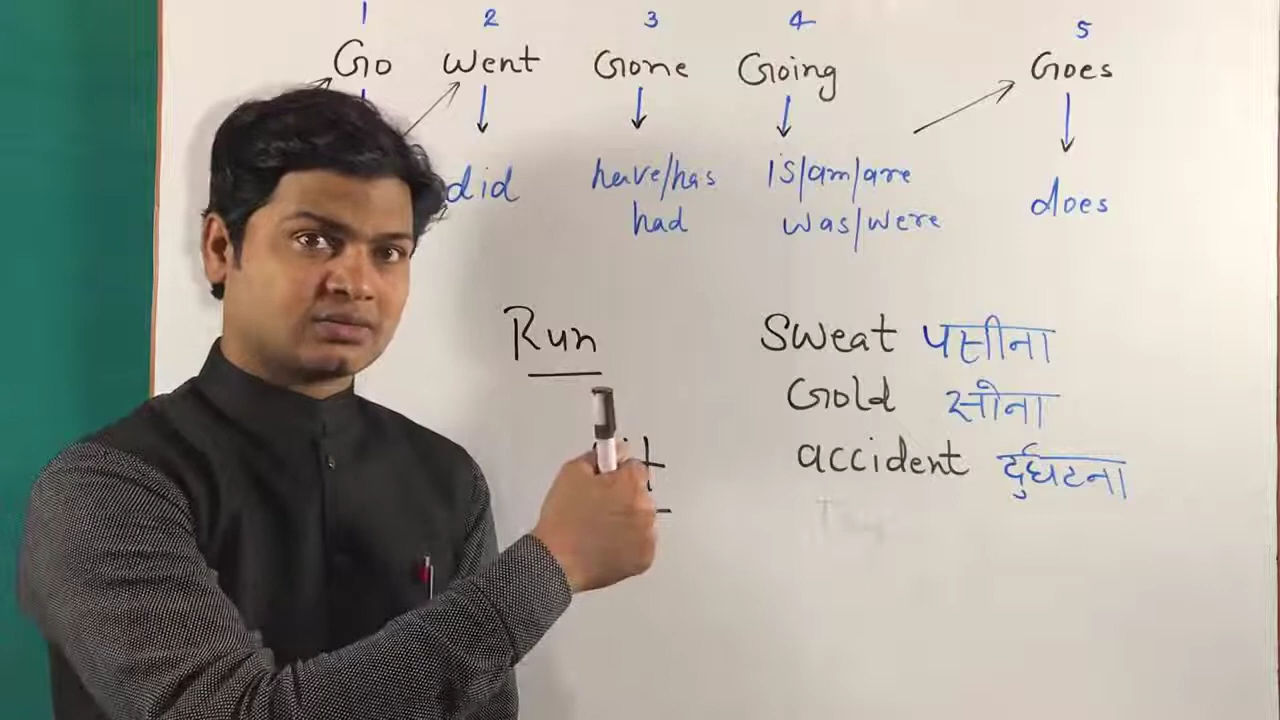 1 2 3 4 5
Go Went Gone Going Goes
did have/has is/am/are does
had was/were
Run Sweat पसीना
Gold सोना
accident र्दुघटना